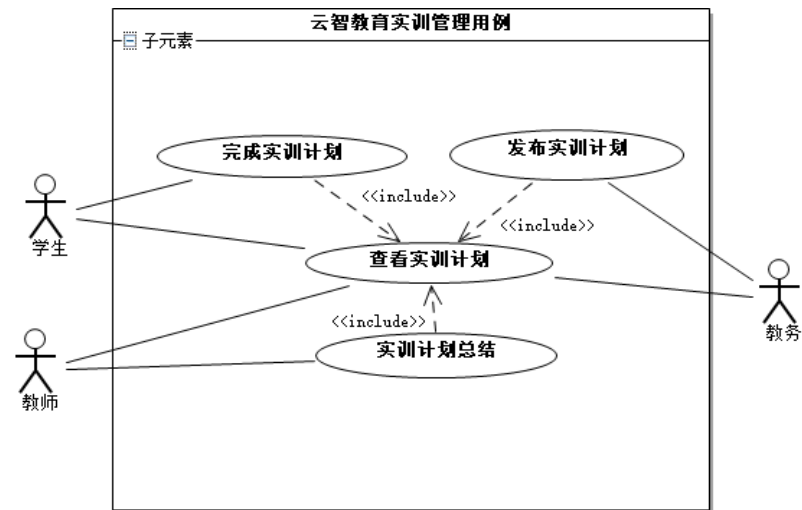 云智教育实训管理用例
子元素
完成实训计划
发布实训计划
<<include>>
<<include>>
学生
查看实训计划
<<include>>
教务
实训计划总结
教师